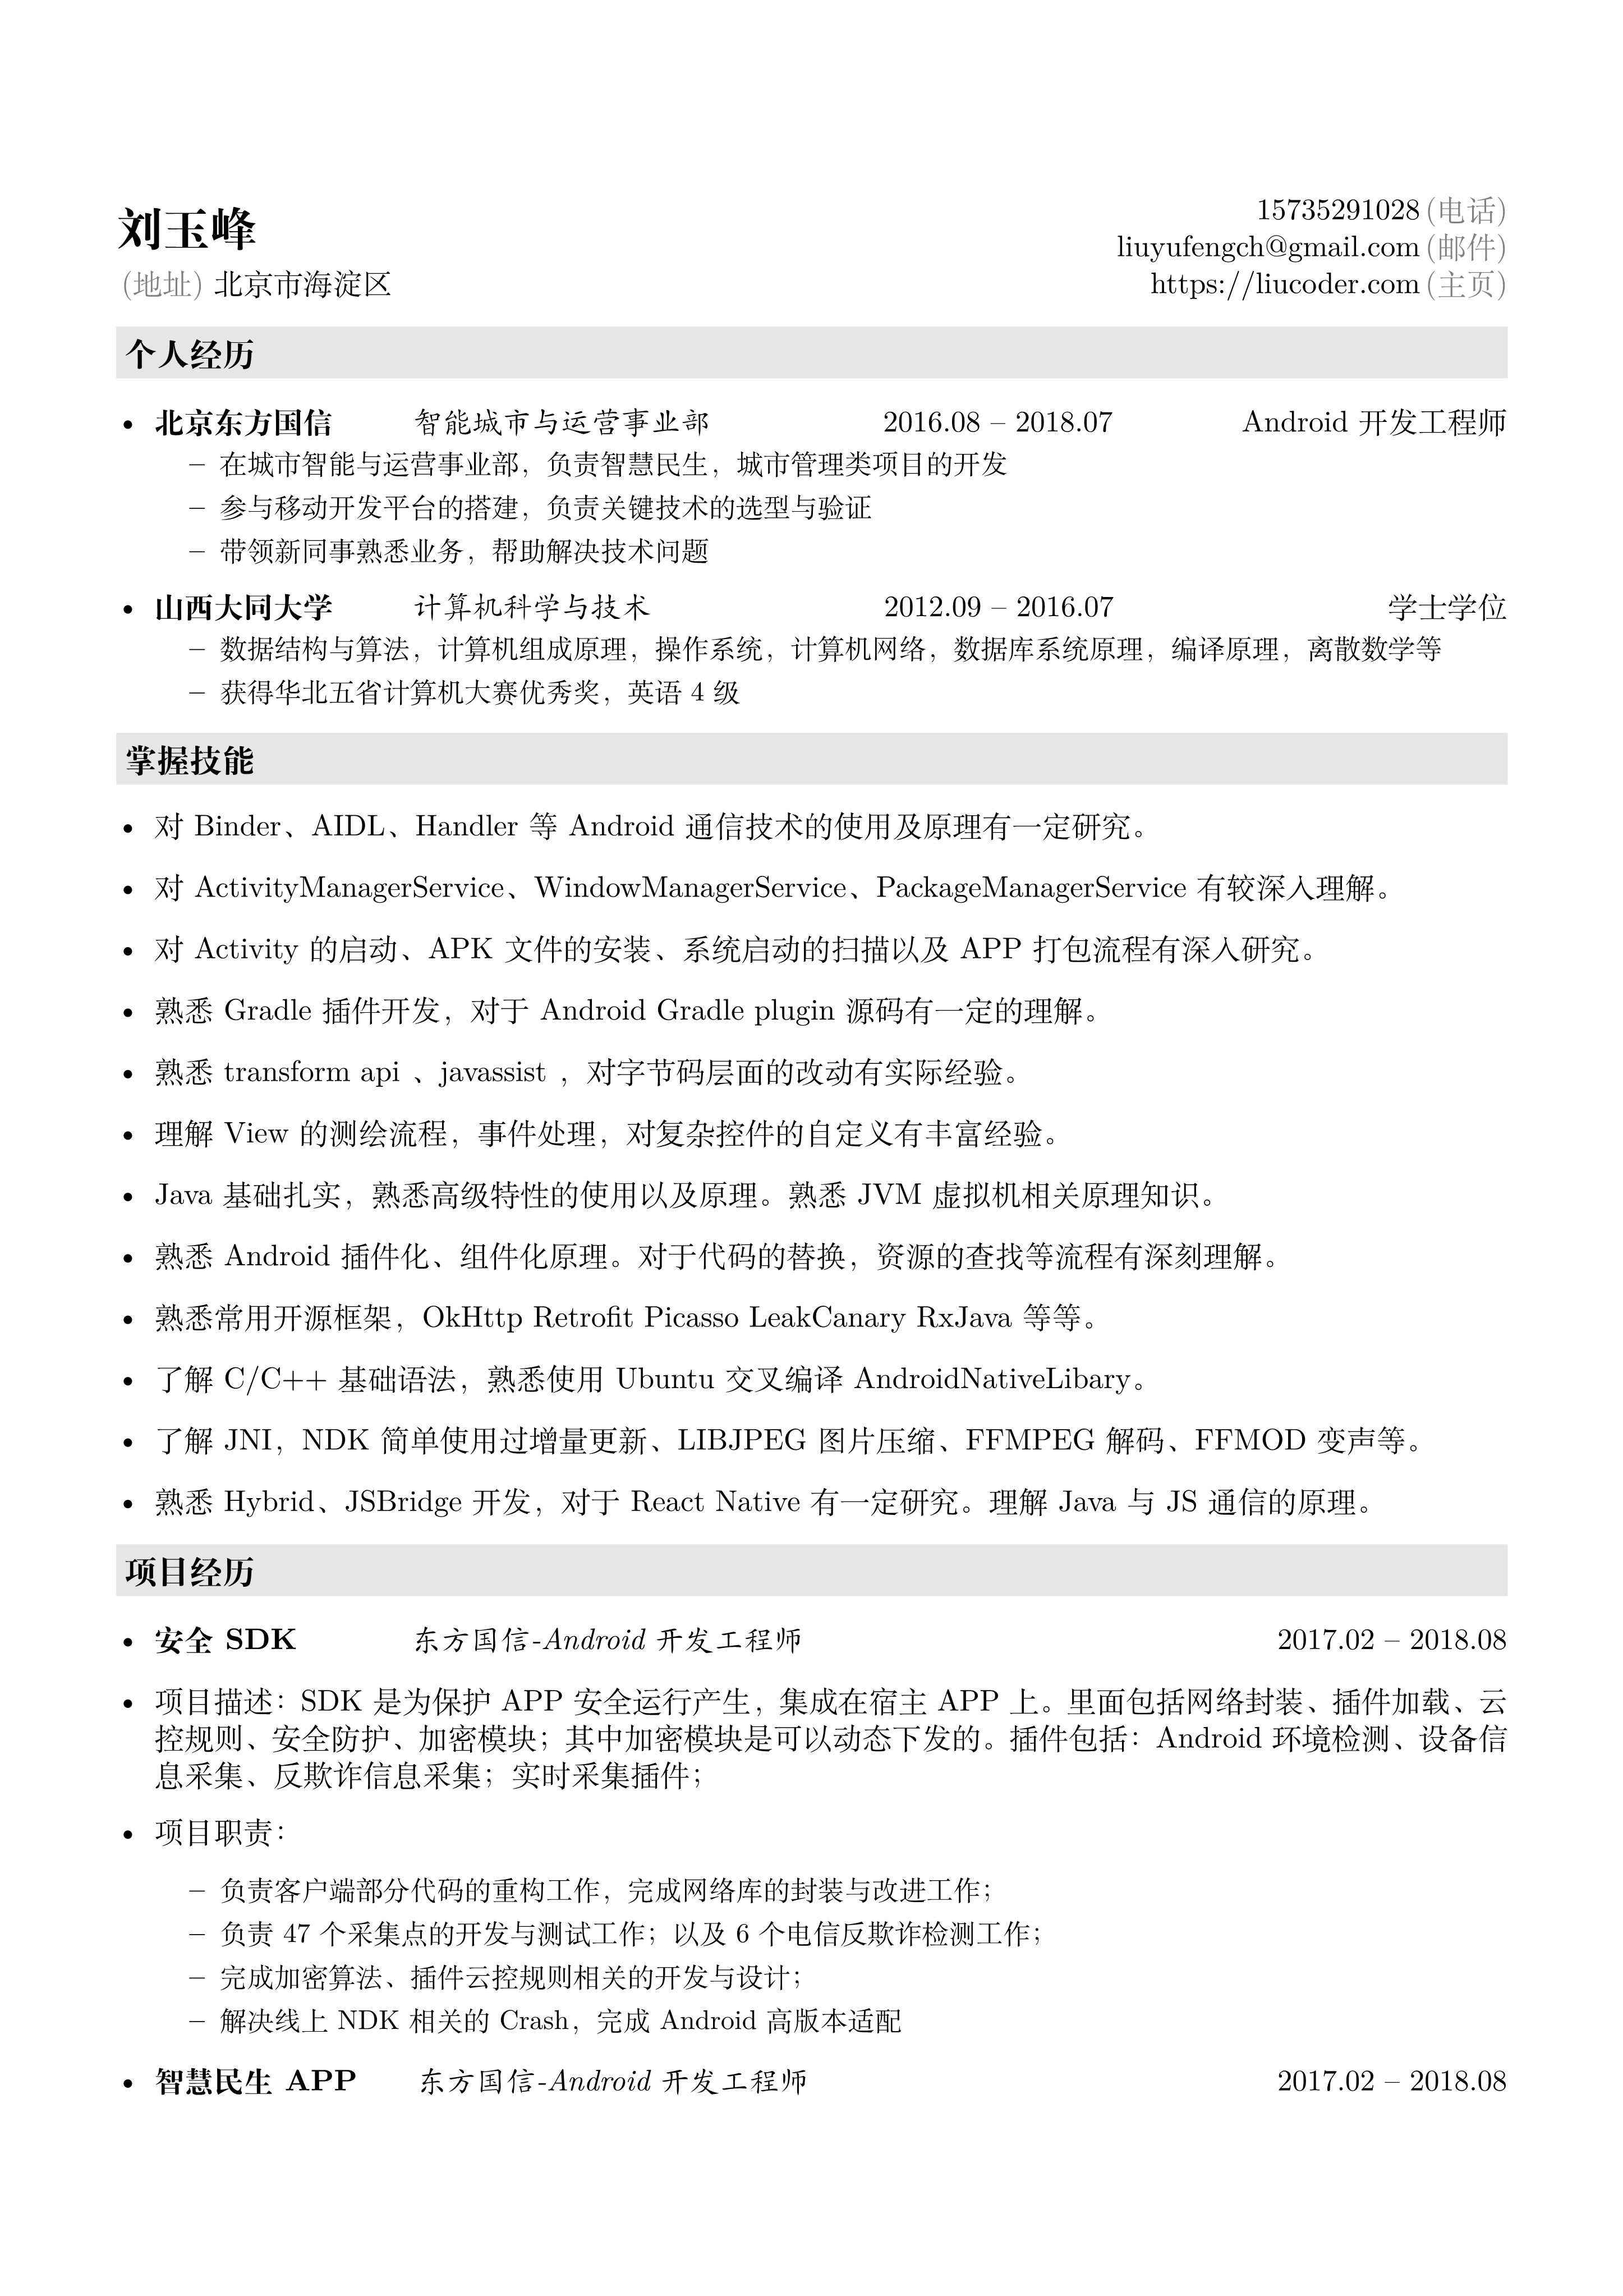 刘玉峰
(地址) 北京市海淀区
15735291028 (电话)
liuyufengch@gmail.com (邮件)
https://liucoder.com (主页)
个人经历
• 北京东方国信 智能城市与运营事业部 2016.08 – 2018.07 Android 开发工程师
– 在城市智能与运营事业部，负责智慧民生，城市管理类项目的开发
– 参与移动开发平台的搭建，负责关键技术的选型与验证
– 带领新同事熟悉业务，帮助解决技术问题
• 山西大同大学 计算机科学与技术 2012.09 – 2016.07 学士学位
– 数据结构与算法，计算机组成原理，操作系统，计算机网络，数据库系统原理，编译原理，离散数学等
– 获得华北五省计算机大赛优秀奖，英语 4 级
掌握技能
• 对 Binder、AIDL、Handler 等 Android 通信技术的使用及原理有一定研究。
• 对 ActivityManagerService、WindowManagerService、PackageManagerService 有较深入理解。
• 对 Activity 的启动、APK 文件的安装、系统启动的扫描以及 APP 打包流程有深入研究。
• 熟悉 Gradle 插件开发，对于 Android Gradle plugin 源码有一定的理解。
• 熟悉 transform api 、javassist ，对字节码层面的改动有实际经验。
• 理解 View 的测绘流程，事件处理，对复杂控件的自定义有丰富经验。
• Java 基础扎实，熟悉高级特性的使用以及原理。熟悉 JVM 虚拟机相关原理知识。
• 熟悉 Android 插件化、组件化原理。对于代码的替换，资源的查找等流程有深刻理解。
• 熟悉常用开源框架，OkHttp Retrofit Picasso LeakCanary RxJava 等等。
• 了解 C/C++ 基础语法，熟悉使用 Ubuntu 交叉编译 AndroidNativeLibary。
• 了解 JNI，NDK 简单使用过增量更新、LIBJPEG 图片压缩、FFMPEG 解码、FFMOD 变声等。
• 熟悉 Hybrid、JSBridge 开发，对于 React Native 有一定研究。理解 Java 与 JS 通信的原理。
项目经历
• 安全 SDK 东方国信-Android 开发工程师 2017.02 – 2018.08
• 项目描述：SDK 是为保护 APP 安全运行产生，集成在宿主 APP 上。里面包括网络封装、插件加载、云
控规则、安全防护、加密模块；其中加密模块是可以动态下发的。插件包括：Android 环境检测、设备信
息采集、反欺诈信息采集；实时采集插件；
• 项目职责：
– 负责客户端部分代码的重构工作，完成网络库的封装与改进工作；
– 负责 47 个采集点的开发与测试工作；以及 6 个电信反欺诈检测工作；
– 完成加密算法、插件云控规则相关的开发与设计；
– 解决线上 NDK 相关的 Crash，完成 Android 高版本适配
• 智慧民生 APP 东方国信-Android 开发工程师 2017.02 – 2018.08